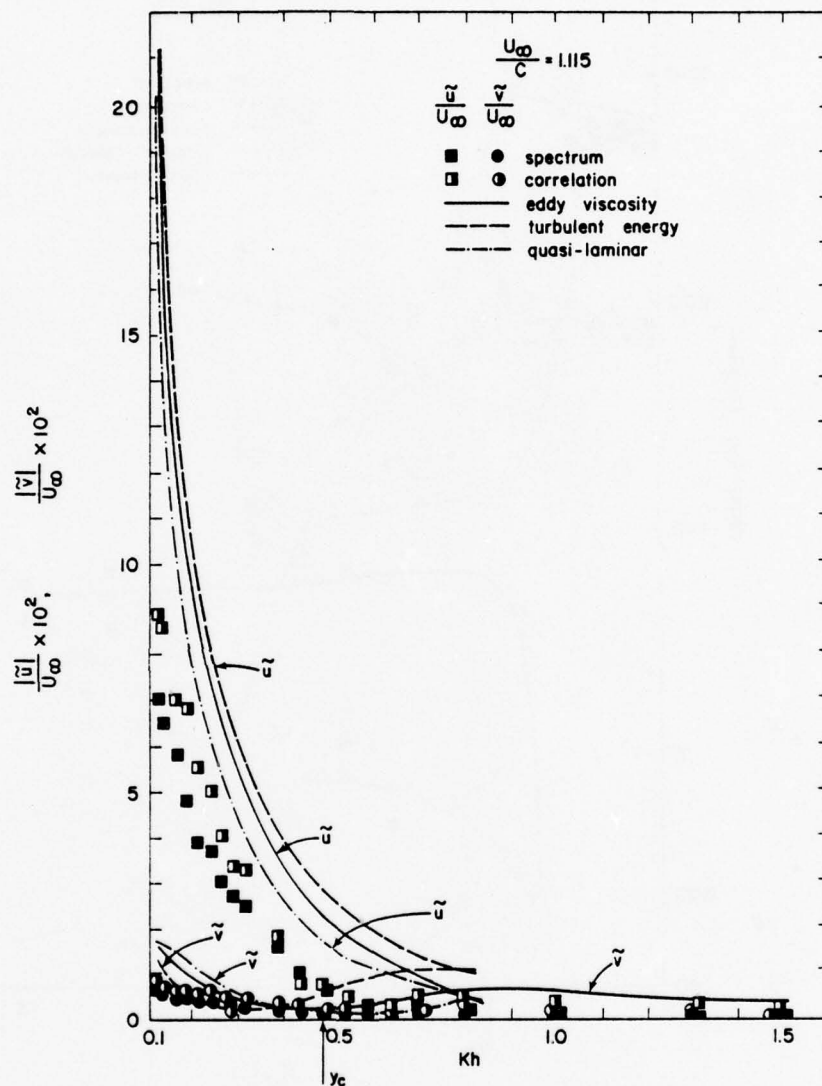 U∞/C = 1.115
ũ/U∞ ṽ/U∞
spectrum
correlation
eddy viscosity
turbulent energy
quasi-laminar
|ũ|/U∞ × 10², |ṽ|/U∞ × 10²
20
15
10
5
0
ũ
ũ
ũ
ṽ
ṽ
ṽ
0.1
0.5
1.0
1.5
Kh
y_c